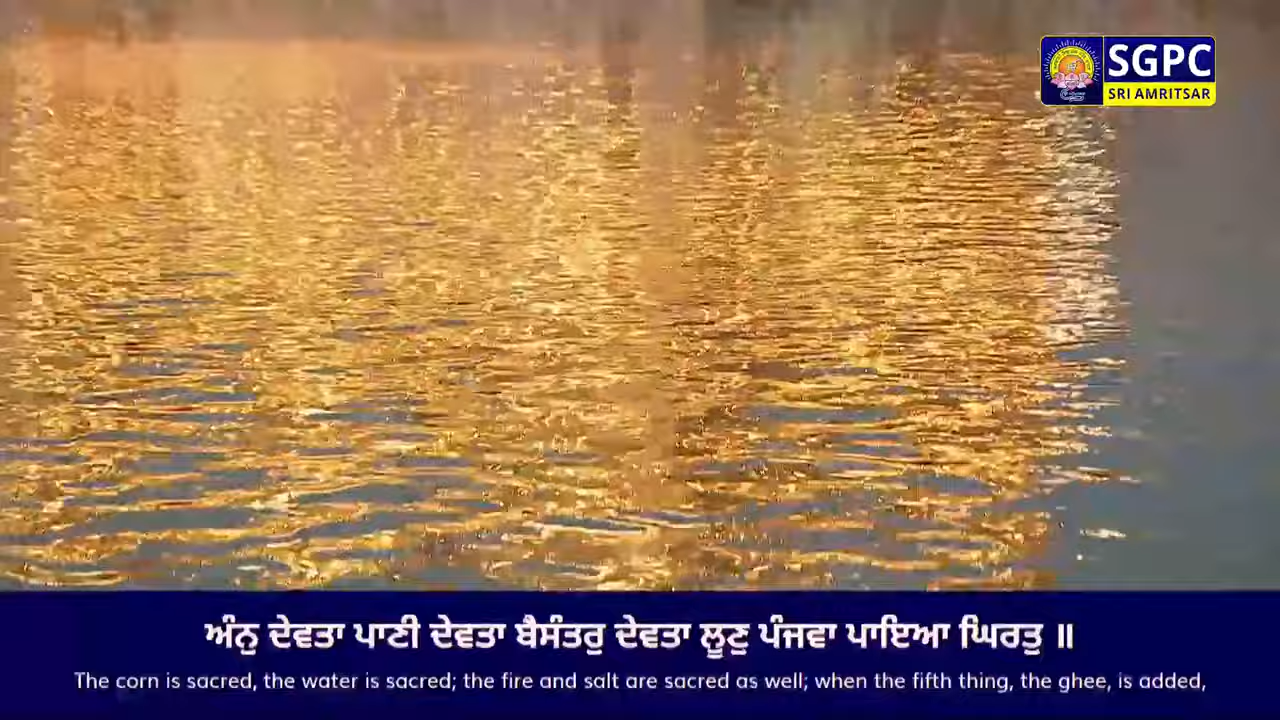 SGPC
SRI AMRITSAR
ਅੰਨੁ ਦੇਵਤਾ ਪਾਣੀ ਦੇਵਤਾ ਬੈਸੰਤਰੁ ਦੇਵਤਾ ਲੂਣੁ ਪੰਜਵਾ ਪਾਇਆ ਘਿਰਤੁ ॥
The corn is sacred, the water is sacred; the fire and salt are sacred as well; when the fifth thing, the ghee, is added,